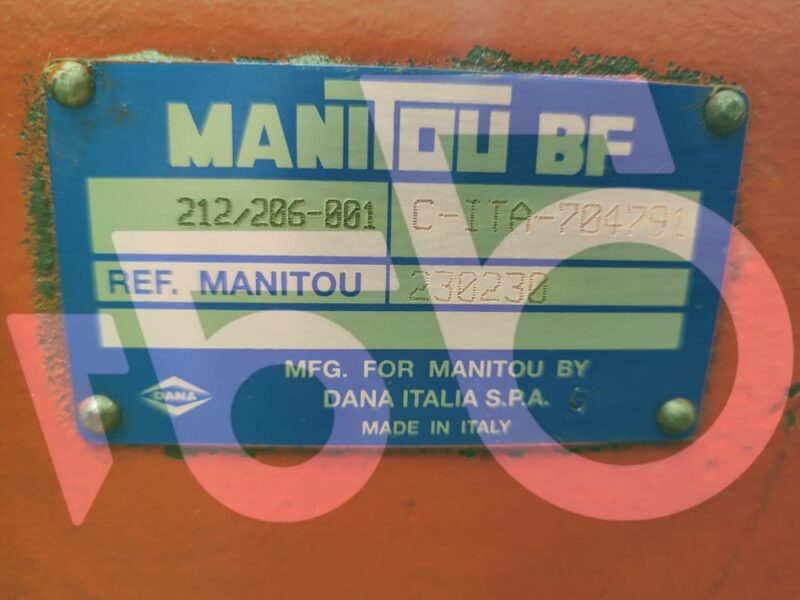 MANITOU BF
212/206-001 C-ITA-704791
REF. MANITOU 230230
MFG. FOR MANITOU BY
DANA DANA ITALIA S.P.A. G
MADE IN ITALY